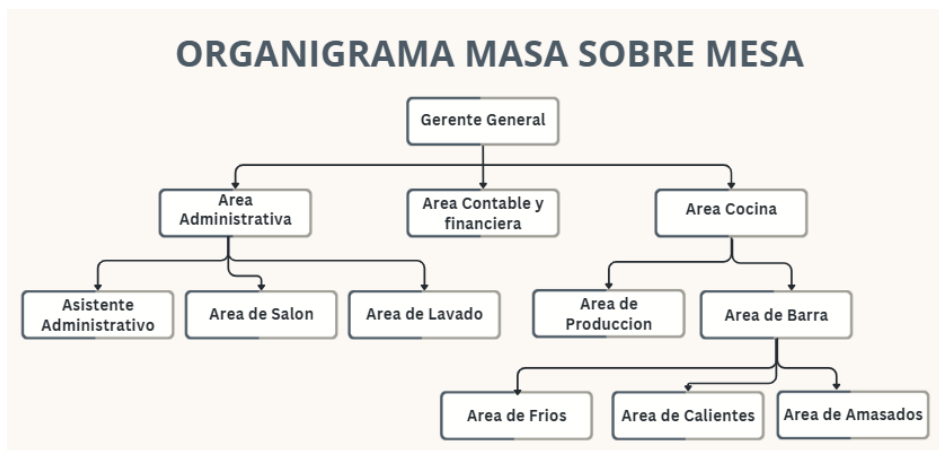 ORGANIGRAMA MASA SOBRE MESA
Gerente General
Area
Administrativa
Area Contable y
financiera
Area Cocina
Asistente
Administrativo
Area de Salon
Area de Lavado
Area de
Produccion
Area de Barra
Area de Frios
Area de Calientes
Area de Amasados